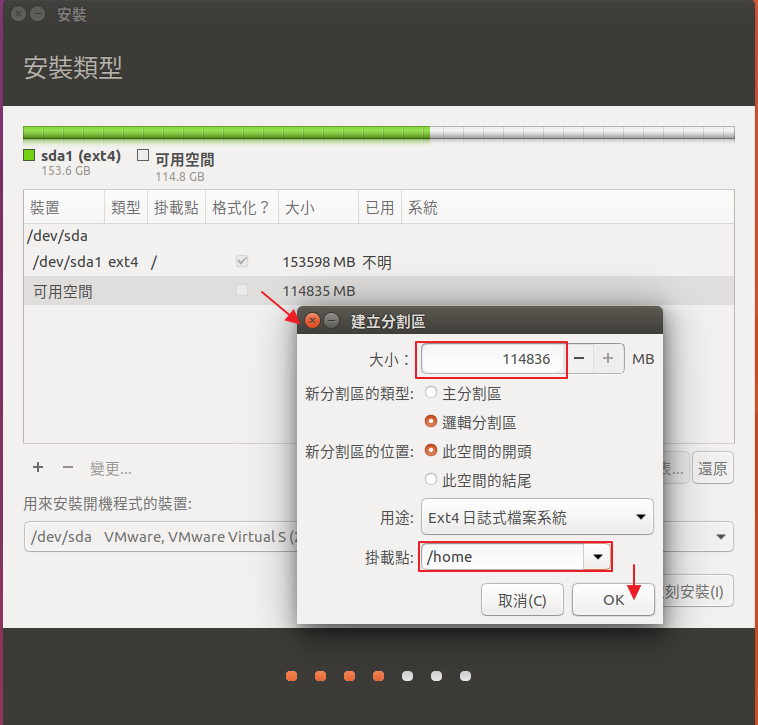 安裝
安裝類型
sda1 (ext4)
153.6 GB
可用空間
114.8 GB
裝置 類型 掛載點 格式化？ 大小 已用 系統
/dev/sda
/dev/sda1 ext4 / 153598 MB 不明
可用空間 114835 MB
建立分割區
大小： 114836 MB
新分割區的類型: 主分割區
邏輯分割區
新分割區的位置: 此空間的開頭
此空間的結尾
用途: Ext4 日誌式檔案系統
掛載點: /home
取消(C) OK
+ − 變更... 表... 還原
用來安裝開機程式的裝置:
/dev/sda VMware, VMware Virtual S (
刻安裝(I)